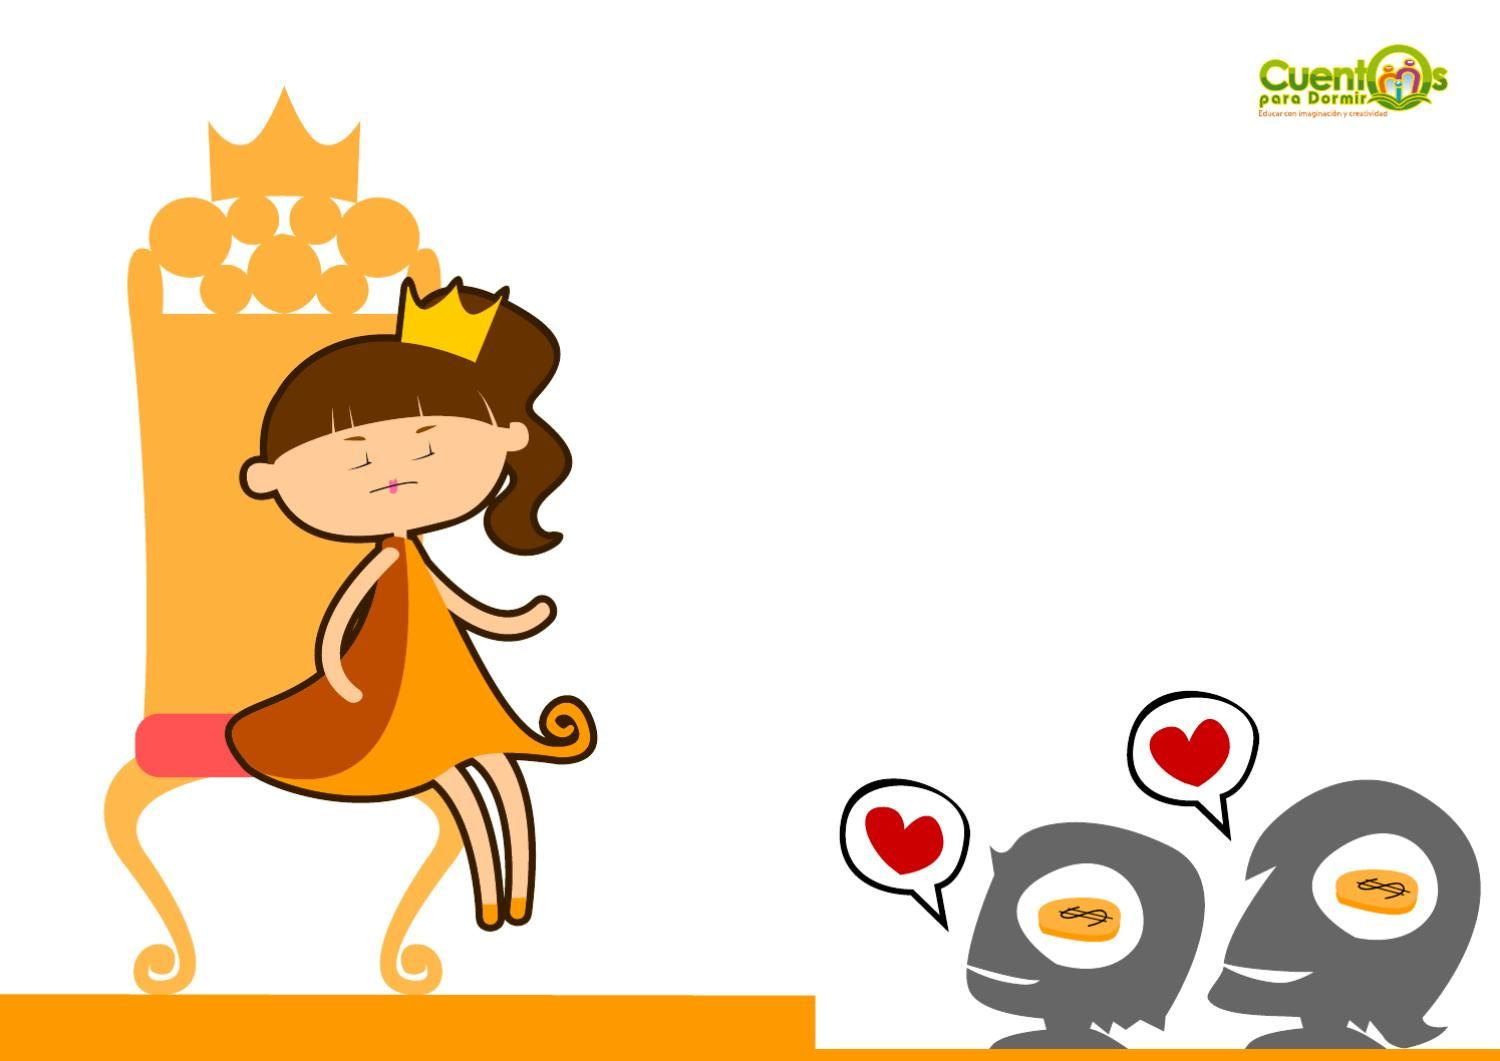 Cuentos
para Dormir
Educar con imaginación y creatividad
$
$